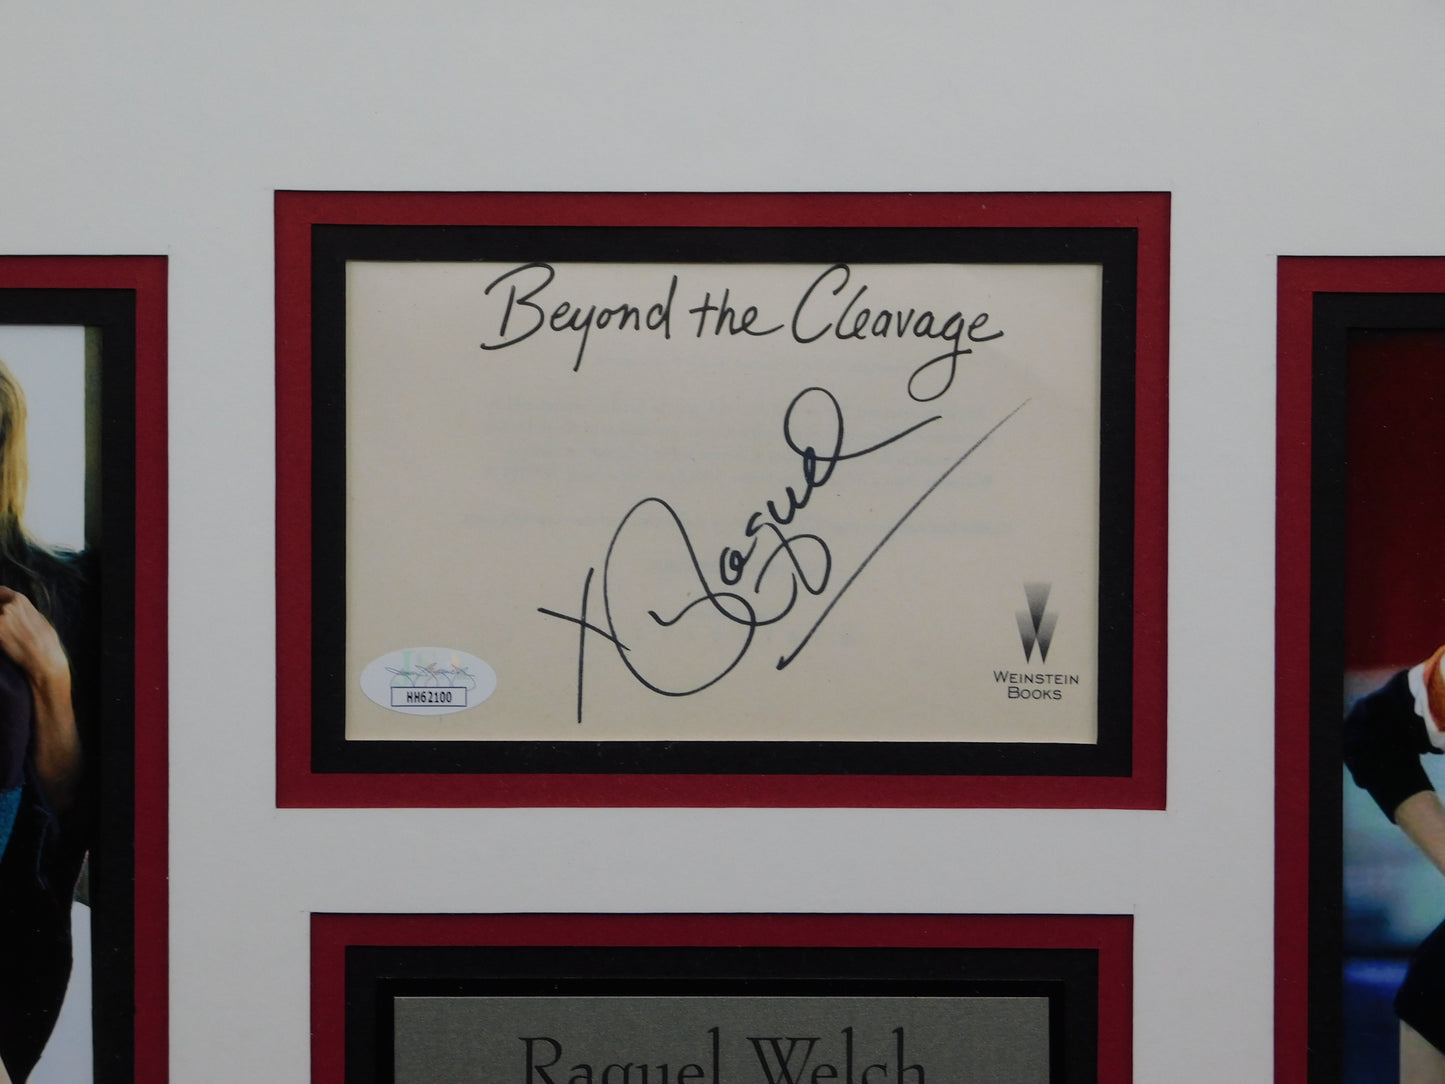 Beyond the Cleavage
X Raquel
HH62100
WEINSTEIN
BOOKS
Raquel Welch